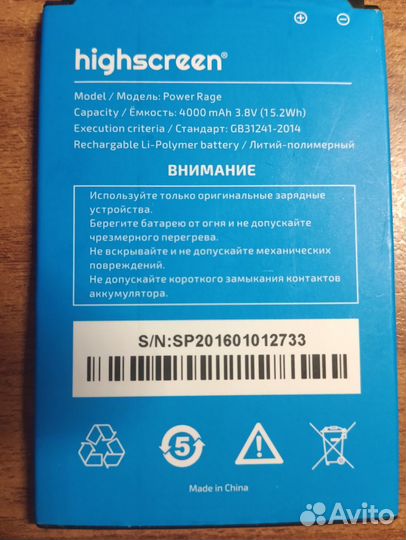 highscreen®
Model / Модель: Power Rage
Capacity / Ёмкость: 4000 mAh 3.8V (15.2Wh)
Execution criteria / Стандарт: GB31241-2014
Rechargable Li-Polymer battery / Литий-полимерный
ВНИМАНИЕ
Используйте только оригинальные зарядные
устройства.
Берегите батарею от огня и не допускайте
чрезмерного перегрева.
Не вскрывайте и не допускайте механических
повреждений.
Не допускайте короткого замыкания контактов
аккумулятора.
S/N:SP201601012733
5
Made in China
Avito